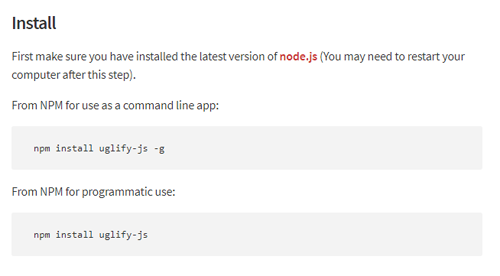 Install
First make sure you have installed the latest version of node.js (You may need to restart your
computer after this step).
From NPM for use as a command line app:
npm install uglify-js -g
From NPM for programmatic use:
npm install uglify-js